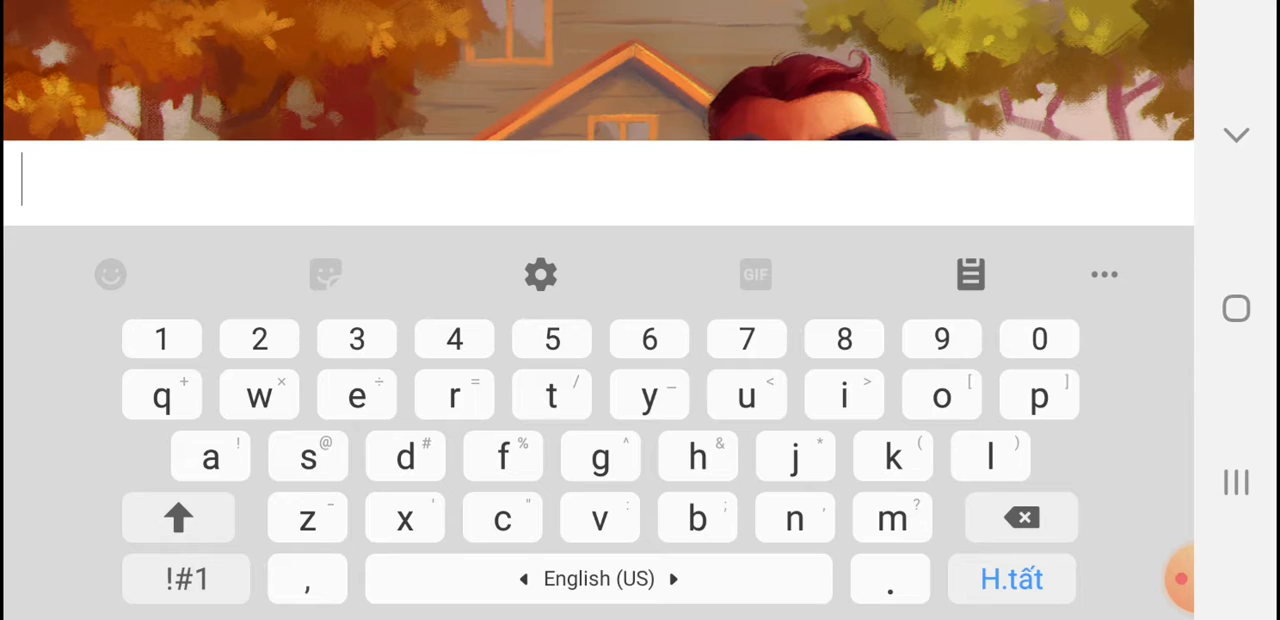 GIF
1 2 3 4 5 6 7 8 9 0
q + w × e ÷ r = t / y _ u < i > o [ p ]
a ! s @ d # f % g ^ h & j * k ( l )
z - x ' c " v : b ; n , m ?
!#1 , English (US) . H.tất